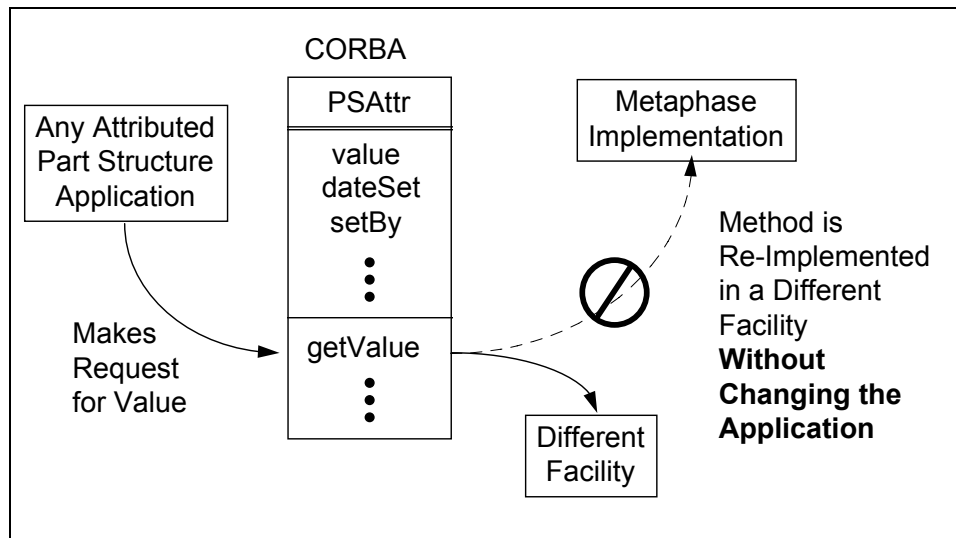 CORBA
PSAttr
value
dateSet
setBy
getValue
Any Attributed
Part Structure
Application
Makes
Request
for Value
Metaphase
Implementation
Different
Facility
Method is
Re-Implemented
in a Different
Facility
Without
Changing the
Application